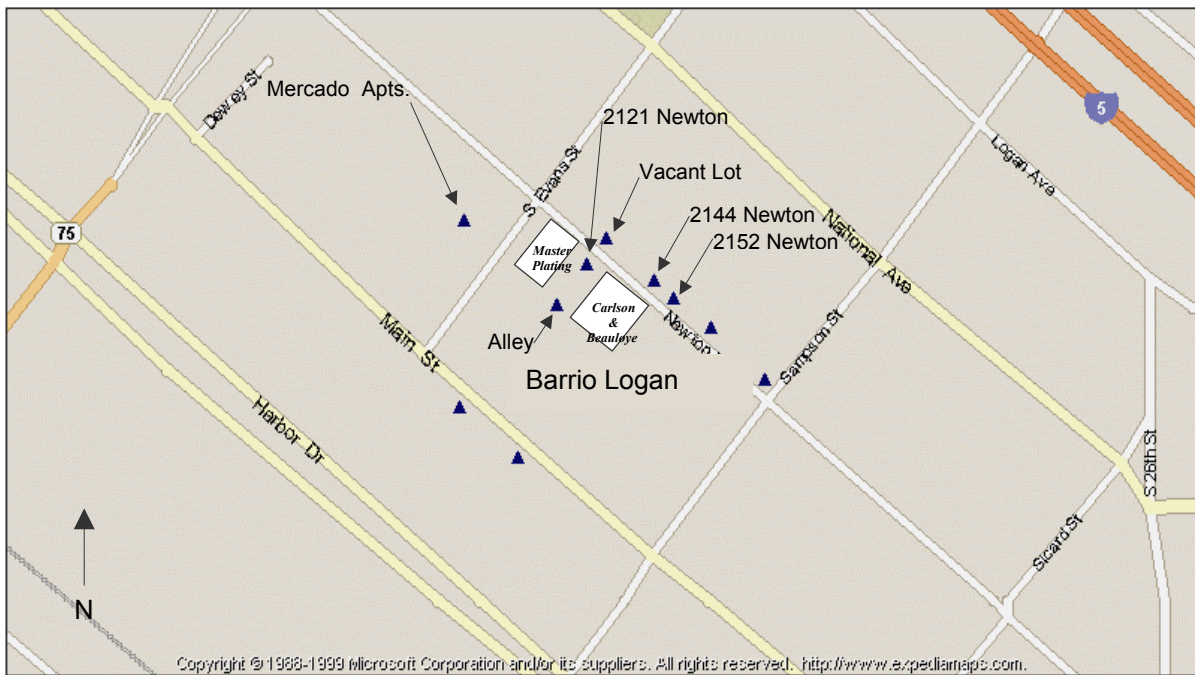 Dewey St
Mercado Apts.
2121 Newton
5
Logan Ave
S Evans St
Vacant Lot
2144 Newton
2152 Newton
National Ave
75
Master
Plating
Carlson
&
Beauloye
Newton
Alley
Main St
Barrio Logan
Sampson St
Harbor Dr
S 26th St
Sicard St
N
Copyright © 1988-1999 Microsoft Corporation and/or its suppliers. All rights reserved. http://www.expediamaps.com.